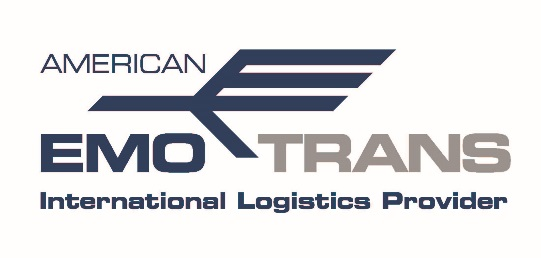 AMERICAN
EMO TRANS
International Logistics Provider